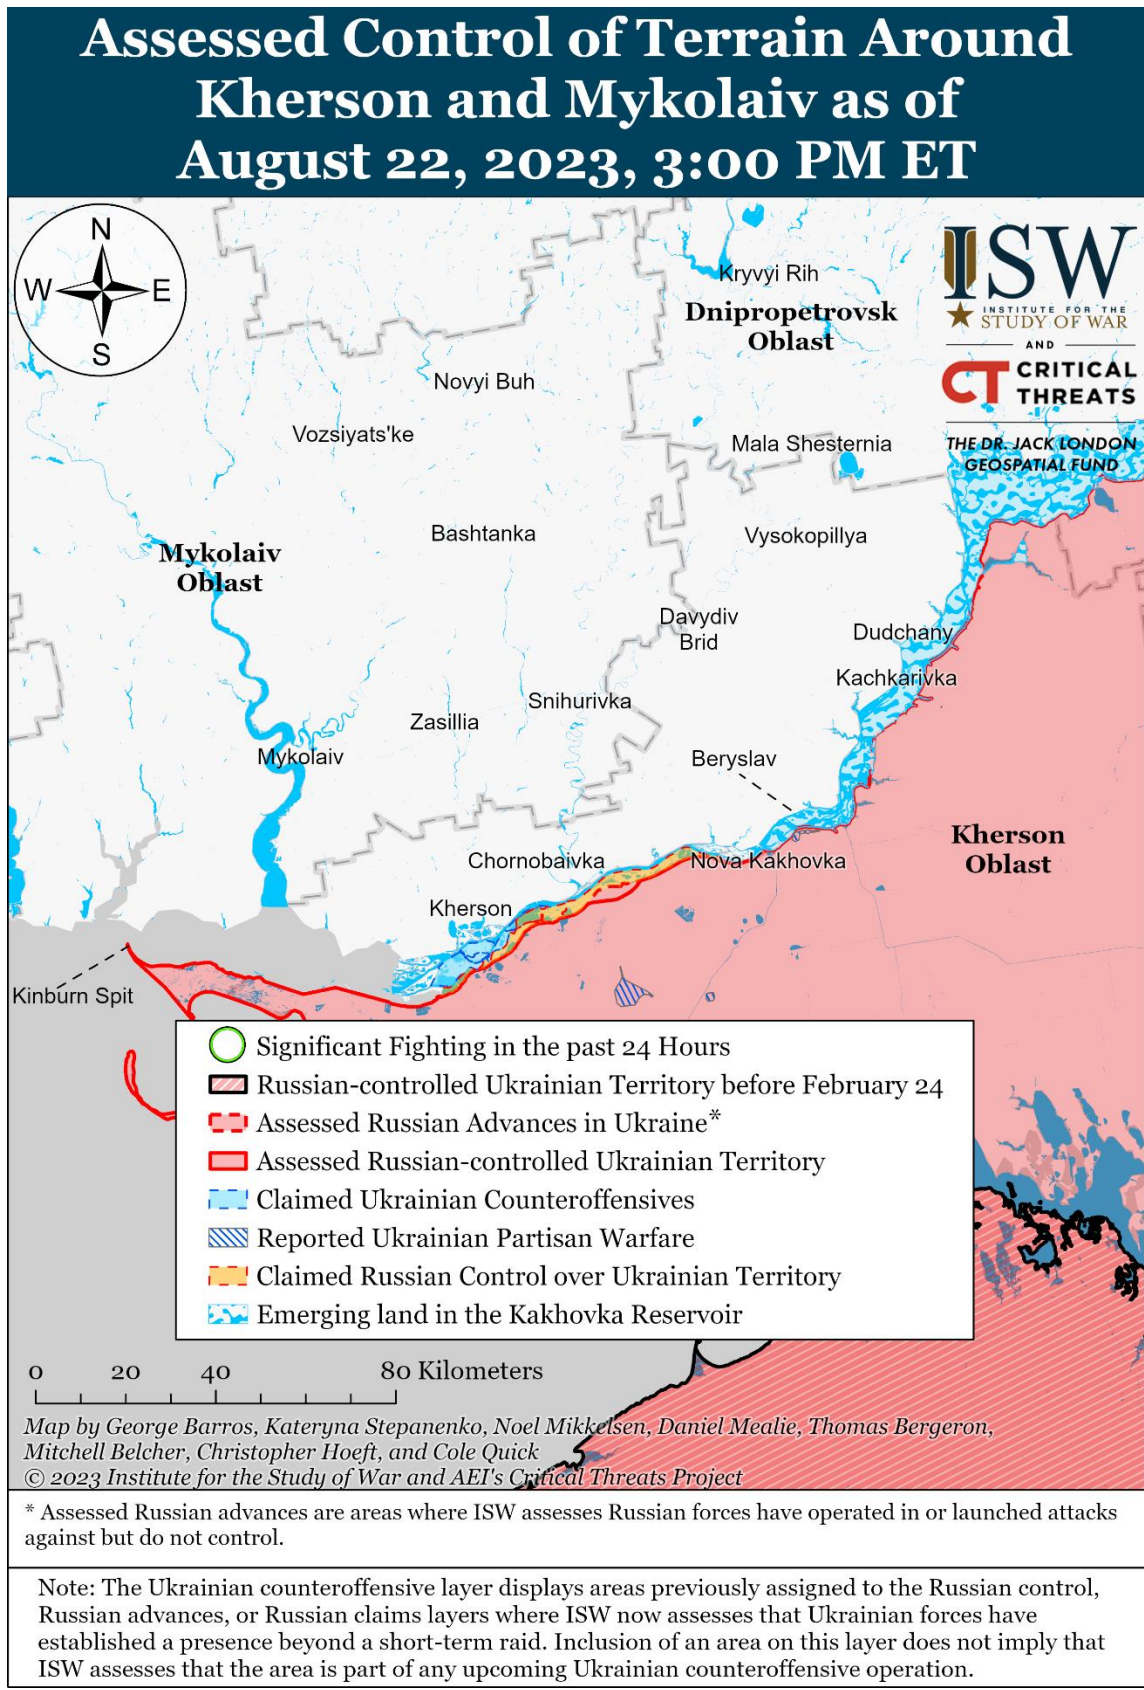 Assessed Control of Terrain Around
Kherson and Mykolaiv as of
August 22, 2023, 3:00 PM ET
N
W E
S
ISW
INSTITUTE FOR THE
STUDY OF WAR
AND
CT CRITICAL
THREATS
THE DR. JACK LONDON
GEOSPATIAL FUND
Kryvyi Rih
Dnipropetrovsk
Oblast
Novyi Buh
Vozsiyats'ke
Mala Shesternia
Bashtanka
Vysokopillya
Mykolaiv
Oblast
Davydiv
Brid
Dudchany
Kachkarivka
Snihurivka
Zasillia
Mykolaiv
Beryslav
Kherson
Oblast
Chornobaivka
Nova Kakhovka
Kherson
Kinburn Spit
Significant Fighting in the past 24 Hours
Russian-controlled Ukrainian Territory before February 24
Assessed Russian Advances in Ukraine*
Assessed Russian-controlled Ukrainian Territory
Claimed Ukrainian Counteroffensives
Reported Ukrainian Partisan Warfare
Claimed Russian Control over Ukrainian Territory
Emerging land in the Kakhovka Reservoir
0 20 40 80 Kilometers
Map by George Barros, Kateryna Stepanenko, Noel Mikkelsen, Daniel Mealie, Thomas Bergeron,
Mitchell Belcher, Christopher Hoeft, and Cole Quick
© 2023 Institute for the Study of War and AEI's Critical Threats Project
* Assessed Russian advances are areas where ISW assesses Russian forces have operated in or launched attacks
against but do not control.
Note: The Ukrainian counteroffensive layer displays areas previously assigned to the Russian control,
Russian advances, or Russian claims layers where ISW now assesses that Ukrainian forces have
established a presence beyond a short-term raid. Inclusion of an area on this layer does not imply that
ISW assesses that the area is part of any upcoming Ukrainian counteroffensive operation.